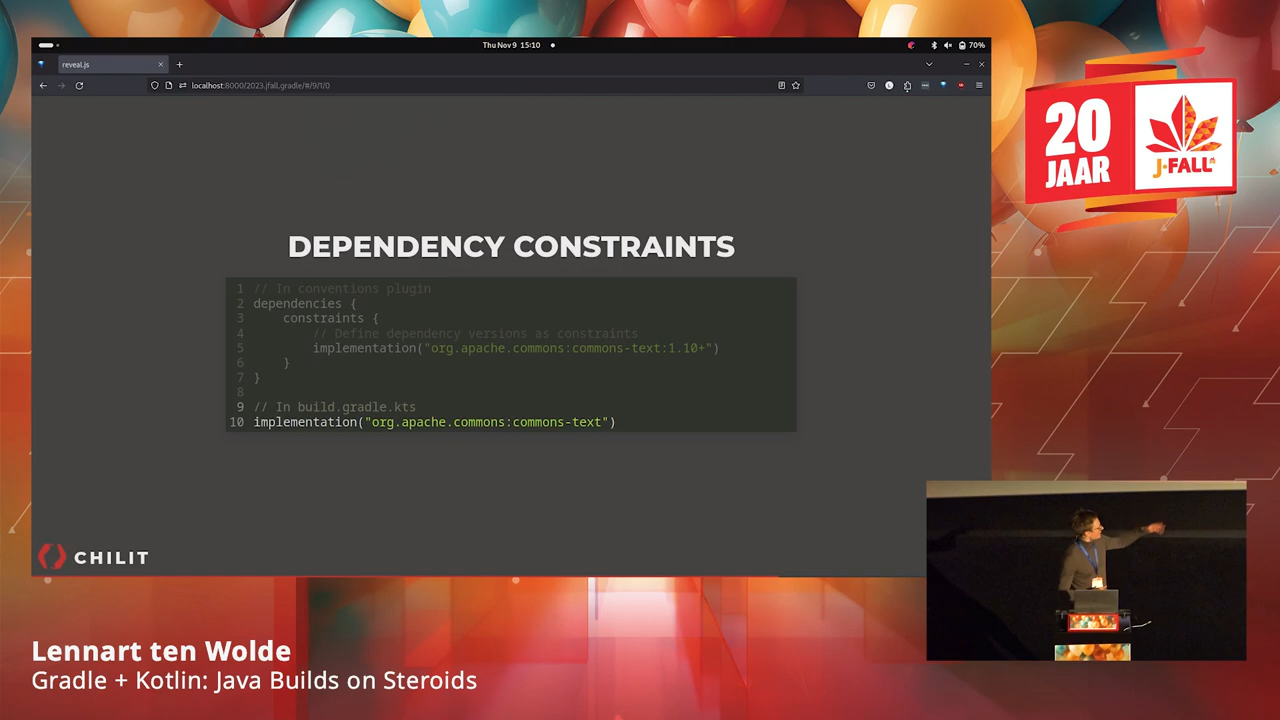 Thu Nov 9 15:10
70%
reveal.js
localhost:8000/2023.jfall.gradle/#/9/1/0
20
JAAR
J-FALL
DEPENDENCY CONSTRAINTS
1 // In conventions plugin
2 dependencies {
3 constraints {
4 // Define dependency versions as constraints
5 implementation("org.apache.commons:commons-text:1.10+")
6 }
7 }
8
9 // In build.gradle.kts
10 implementation("org.apache.commons:commons-text")
CHILIT
Lennart ten Wolde
Gradle + Kotlin: Java Builds on Steroids